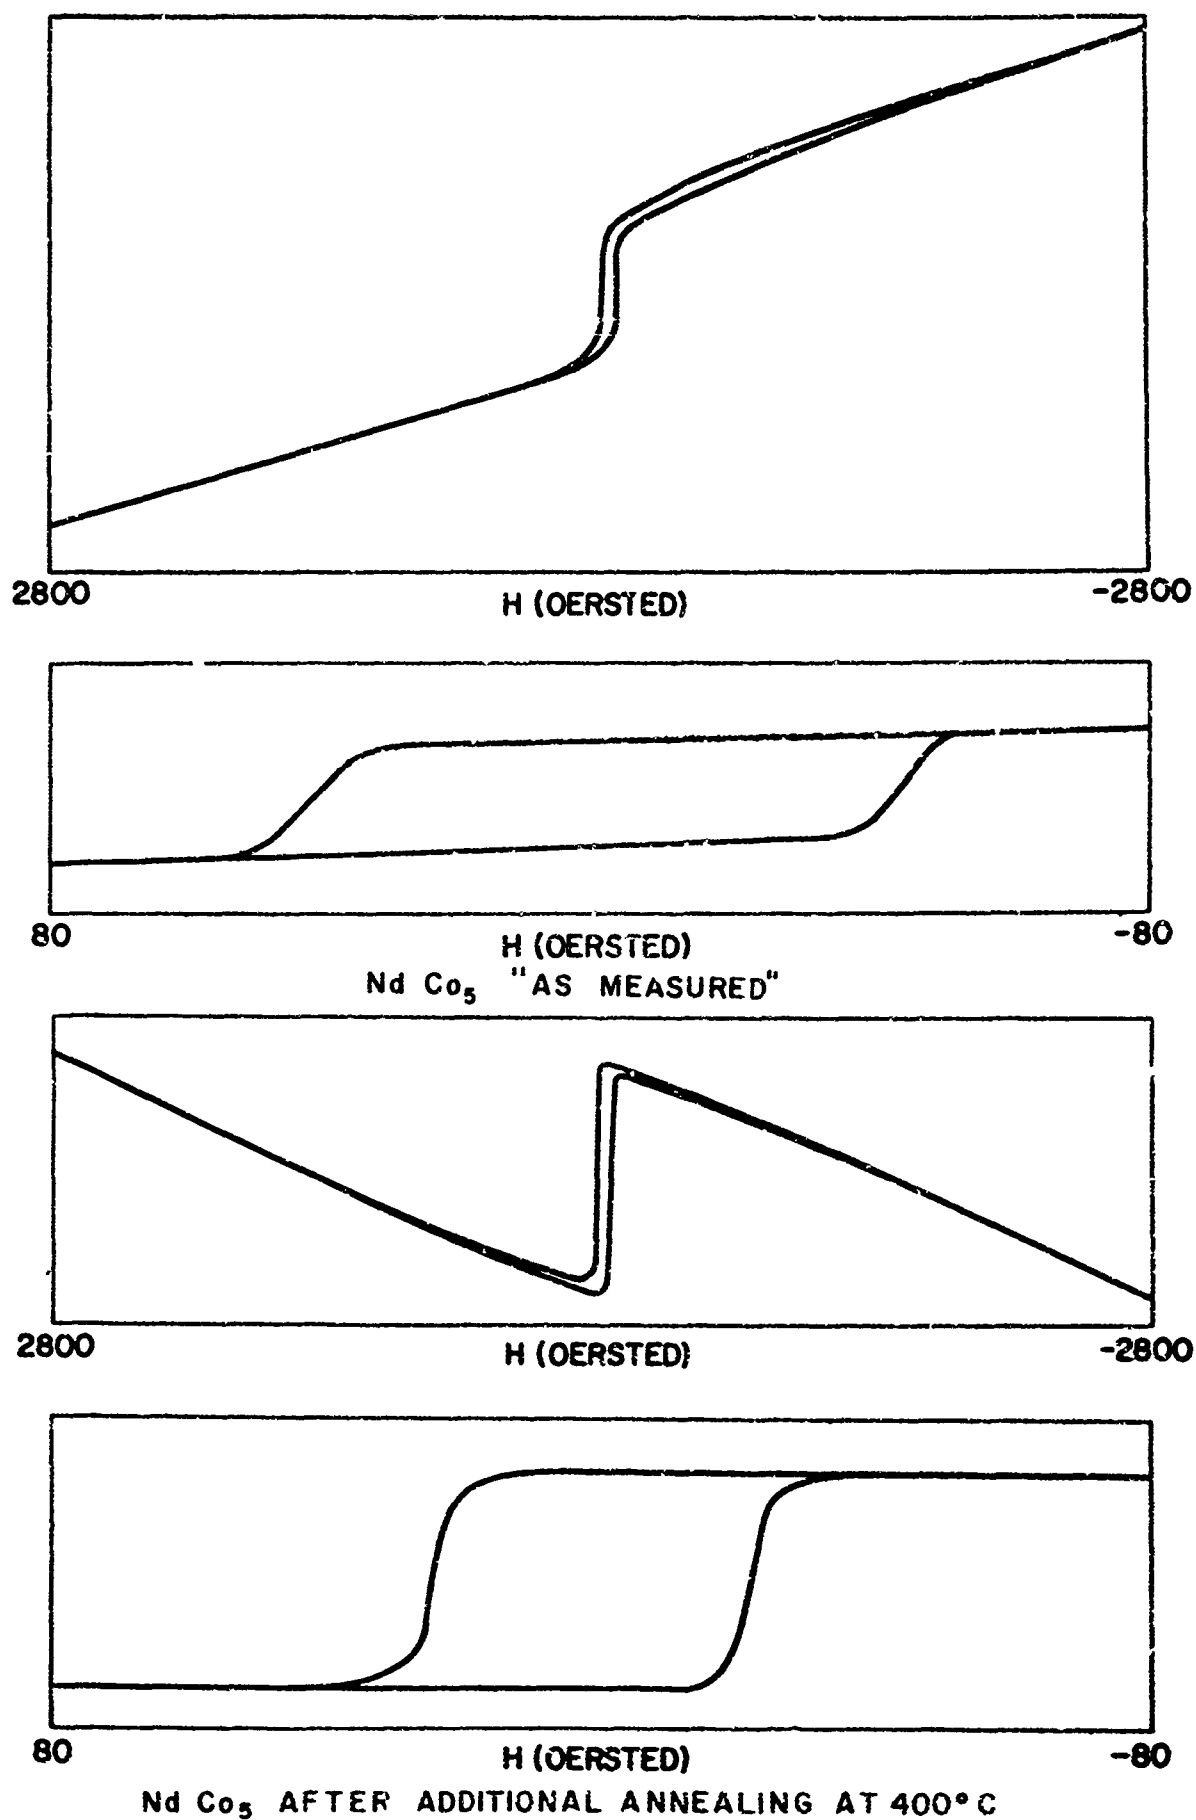 2800 H (OERSTED) -2800
80 H (OERSTED) -80
Nd Co₅ "AS MEASURED"
2800 H (OERSTED) -2800
80 H (OERSTED) -80
Nd Co₅ AFTER ADDITIONAL ANNEALING AT 400°C